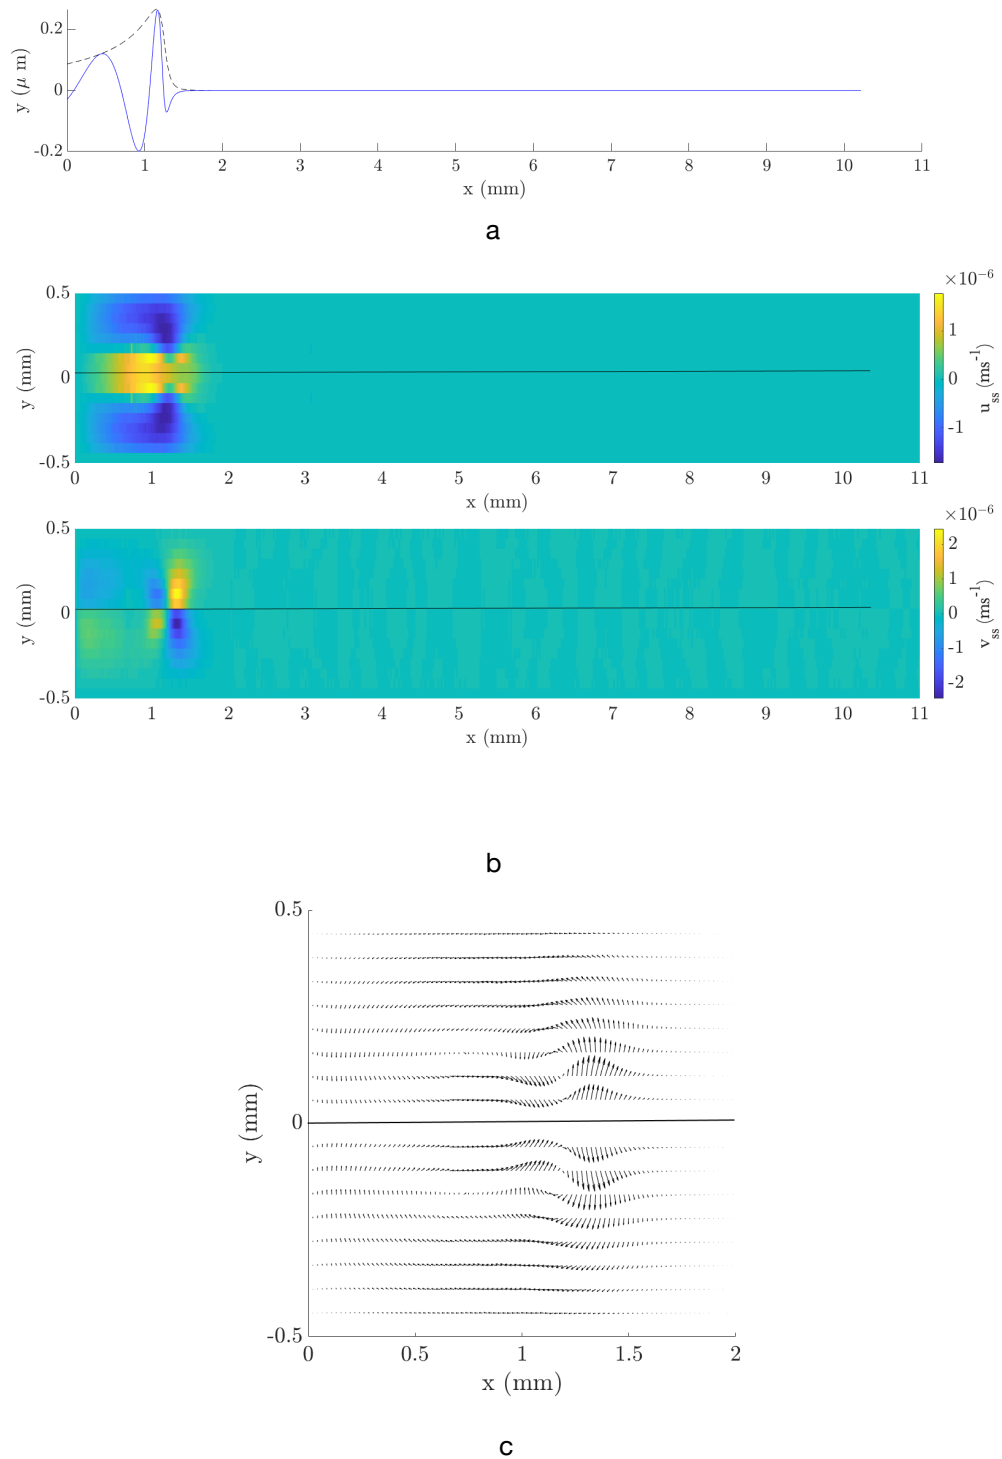 0.2
0
-0.2
y (μ m)
0 1 2 3 4 5 6 7 8 9 10 11
x (mm)
a
×10⁻⁶
0.5
0
-0.5
y (mm)
1
0
-1
u_ss (ms⁻¹)
0 1 2 3 4 5 6 7 8 9 10 11
x (mm)
×10⁻⁶
0.5
0
-0.5
y (mm)
2
1
0
-1
-2
v_ss (ms⁻¹)
0 1 2 3 4 5 6 7 8 9 10 11
x (mm)
b
0.5
0
-0.5
y (mm)
0 0.5 1 1.5 2
x (mm)
c